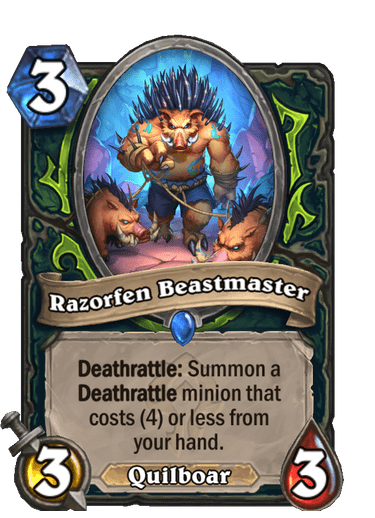 3
Razorfen Beastmaster
Deathrattle: Summon a
Deathrattle minion that
costs (4) or less from
your hand.
3
Quilboar
3